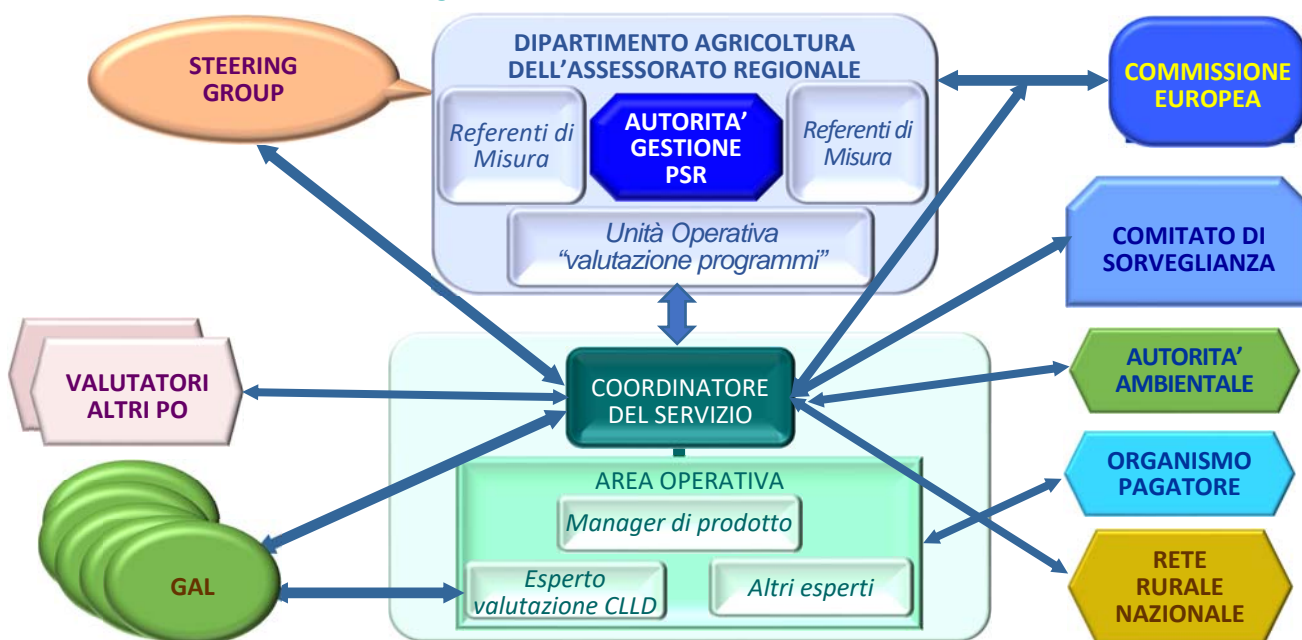 STEERING
GROUP
DIPARTIMENTO AGRICOLTURA
DELL'ASSESSORATO REGIONALE
Referenti di
Misura
AUTORITA'
GESTIONE
PSR
Referenti di
Misura
Unità Operativa
"valutazione programmi"
COMMISSIONE
EUROPEA
COMITATO DI
SORVEGLIANZA
VALUTATORI
ALTRI PO
COORDINATORE
DEL SERVIZIO
AUTORITA'
AMBIENTALE
AREA OPERATIVA
Manager di prodotto
Esperto
valutazione CLLD
Altri esperti
ORGANISMO
PAGATORE
GAL
RETE
RURALE
NAZIONALE